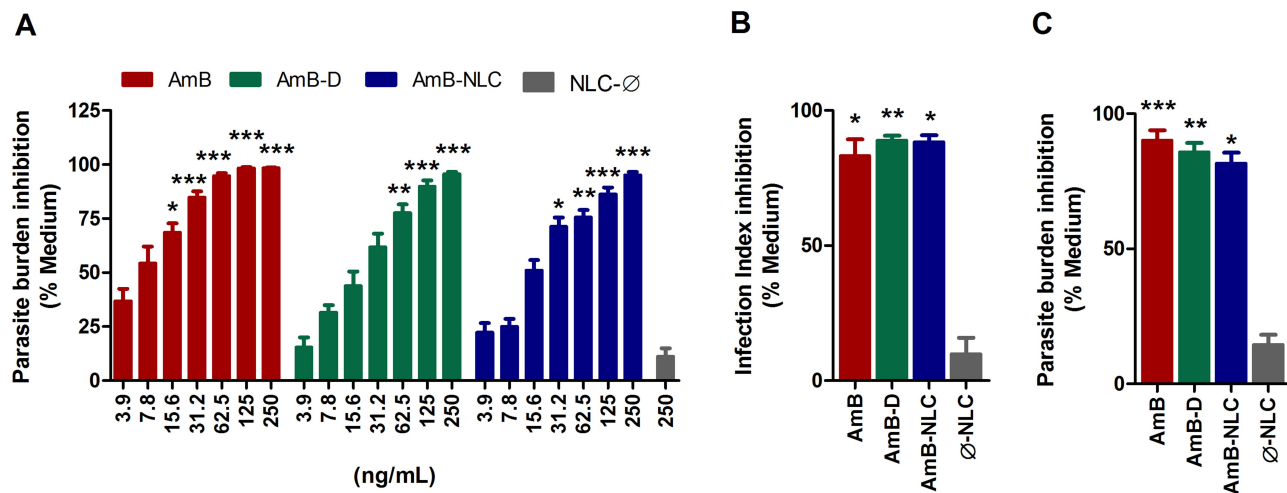 A
AmB AmB-D AmB-NLC NLC-∅
Parasite burden inhibition
(% Medium)
125
100
75
50
25
0
* *** *** *** *** *** ** *** *** * ** *** ***
3.9 7.8 15.6 31.2 62.5 125 250 3.9 7.8 15.6 31.2 62.5 125 250 3.9 7.8 15.6 31.2 62.5 125 250 250
(ng/mL)
B
Infection Index inhibition
(% Medium)
100
50
0
* ** *
AmB AmB-D AmB-NLC ∅-NLC
C
Parasite burden inhibition
(% Medium)
100
50
0
*** ** *
AmB AmB-D AmB-NLC ∅-NLC